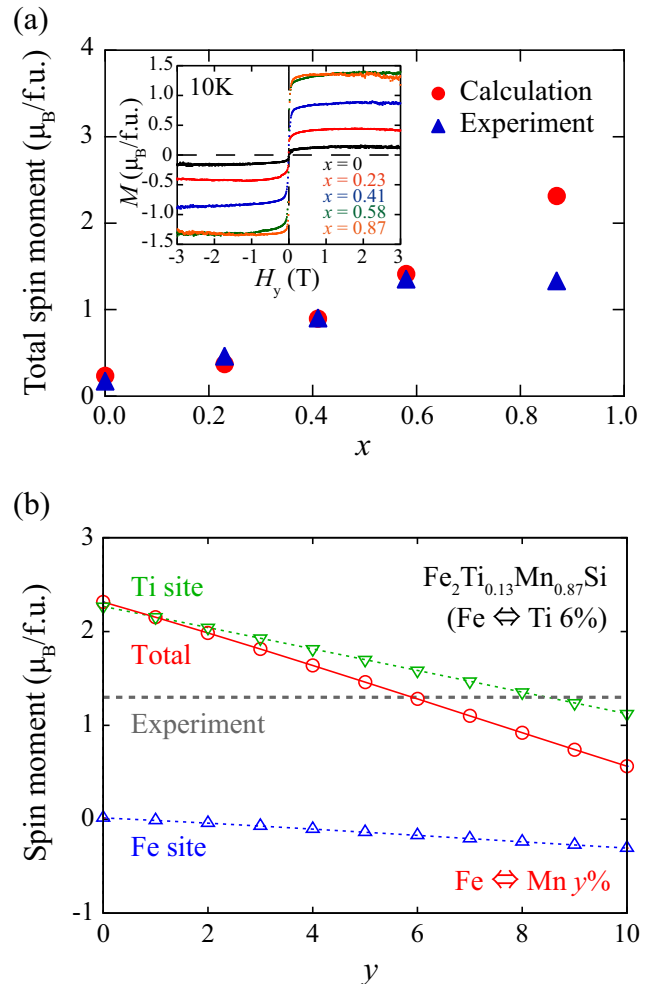 (a)
4
3
2
1
0
Total spin moment (μB/f.u.)
0.0 0.2 0.4 0.6 0.8 1.0
x
Calculation
Experiment
10K
1.5
1.0
0.5
0
-0.5
-1.0
-1.5
M (μB/f.u.)
x = 0
x = 0.23
x = 0.41
x = 0.58
x = 0.87
-3 -2 -1 0 1 2 3
Hy (T)
(b)
3
2
1
0
-1
Spin moment (μB/f.u.)
Ti site
Total
Experiment
Fe site
Fe2Ti0.13Mn0.87Si
(Fe ⇔ Ti 6%)
Fe ⇔ Mn y%
0 2 4 6 8 10
y